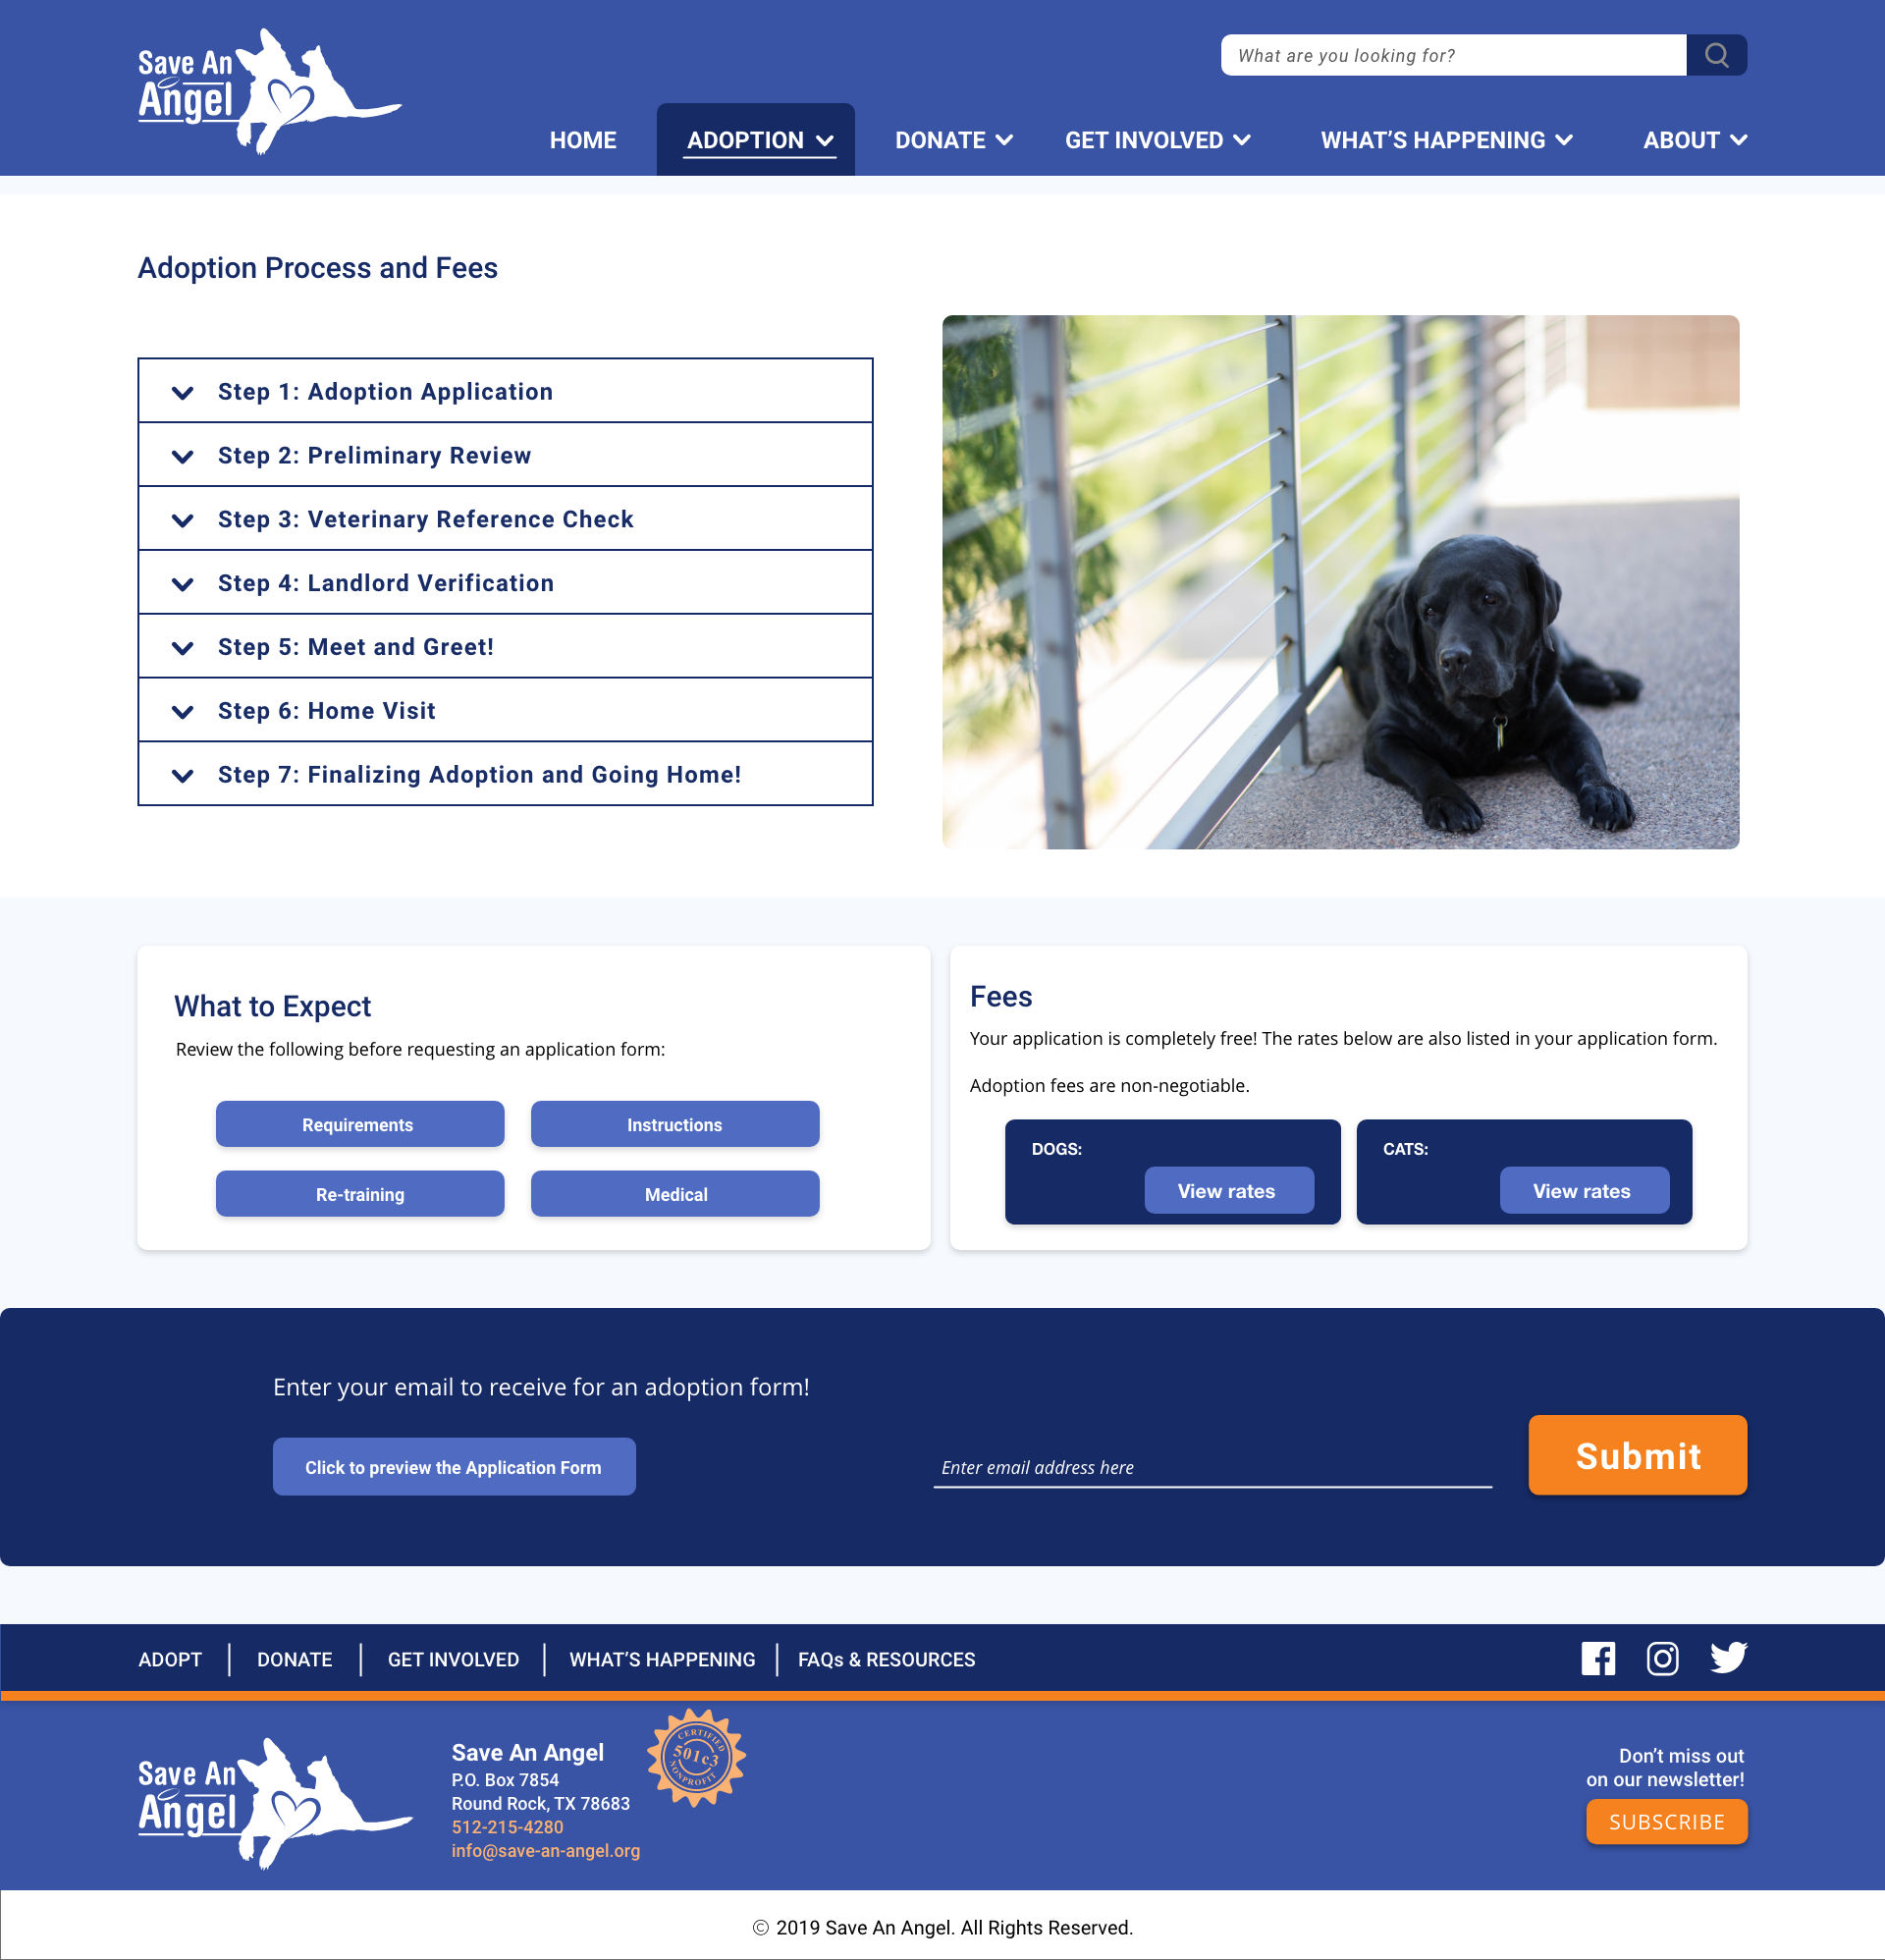 Save An
Angel
What are you looking for?
HOME
ADOPTION
DONATE
GET INVOLVED
WHAT’S HAPPENING
ABOUT
Adoption Process and Fees
Step 1: Adoption Application
Step 2: Preliminary Review
Step 3: Veterinary Reference Check
Step 4: Landlord Verification
Step 5: Meet and Greet!
Step 6: Home Visit
Step 7: Finalizing Adoption and Going Home!
What to Expect
Review the following before requesting an application form:
Requirements
Instructions
Re-training
Medical
Fees
Your application is completely free! The rates below are also listed in your application form.
Adoption fees are non-negotiable.
DOGS:
View rates
CATS:
View rates
Enter your email to receive for an adoption form!
Click to preview the Application Form
Enter email address here
Submit
ADOPT
DONATE
GET INVOLVED
WHAT’S HAPPENING
FAQs & RESOURCES
Save An
Angel
Save An Angel
P.O. Box 7854
Round Rock, TX 78683
512-215-4280
info@save-an-angel.org
CERTIFIED
501c3
NONPROFIT
Don’t miss out
on our newsletter!
SUBSCRIBE
© 2019 Save An Angel. All Rights Reserved.